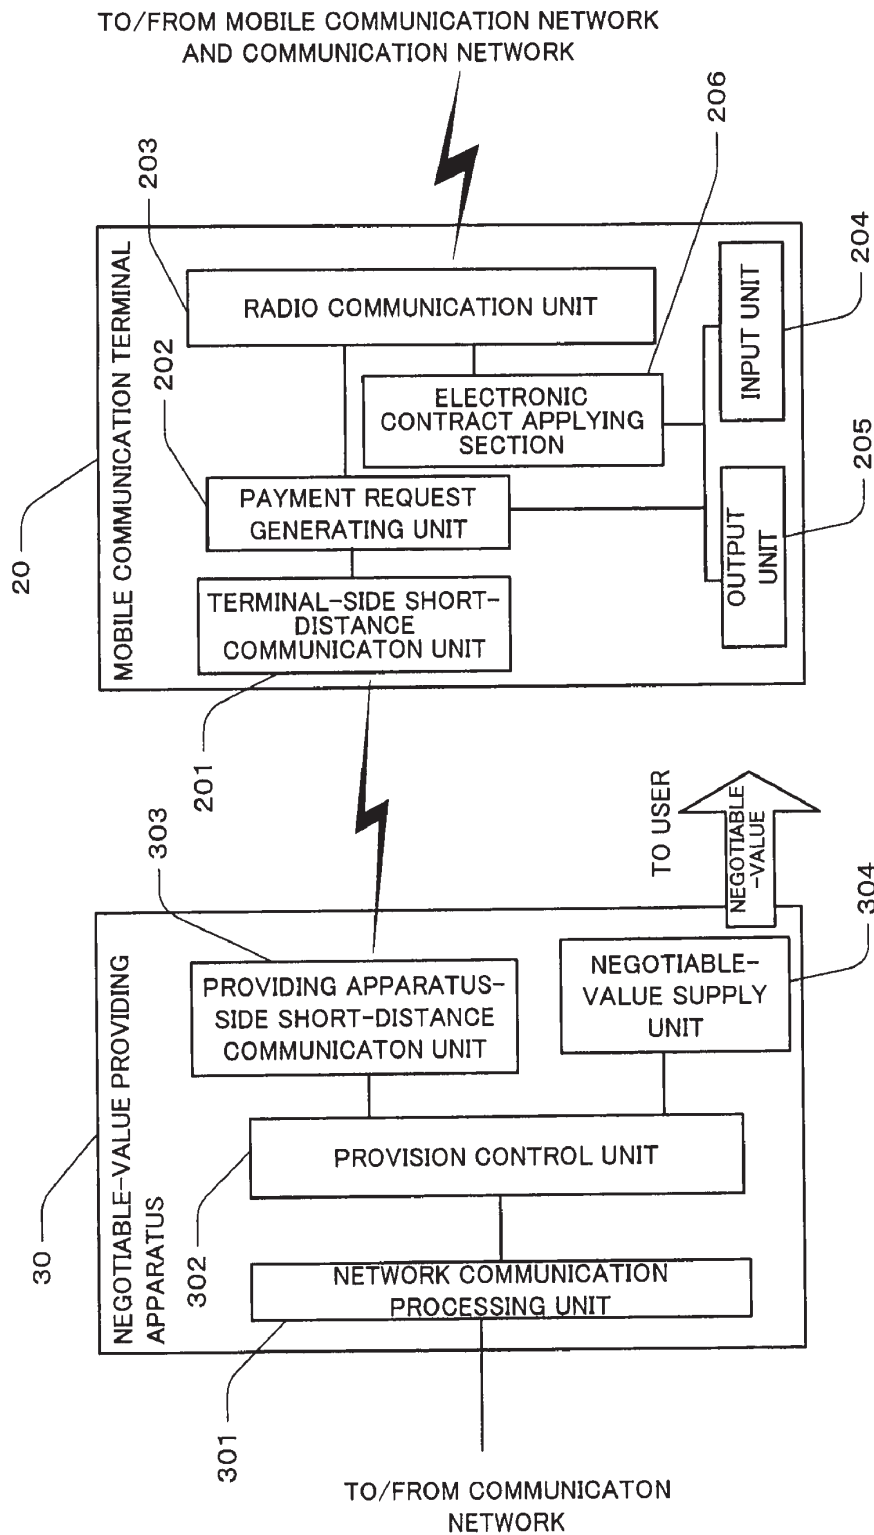 TO/FROM MOBILE COMMUNICATION NETWORK
AND COMMUNICATION NETWORK
20
MOBILE COMMUNICATION TERMINAL
203
RADIO COMMUNICATION UNIT
206
202
ELECTRONIC
CONTRACT APPLYING
SECTION
PAYMENT REQUEST
GENERATING UNIT
INPUT UNIT
204
OUTPUT
UNIT
205
TERMINAL-SIDE SHORT-
DISTANCE
COMMUNICATON UNIT
201
TO USER
NEGOTIABLE
-VALUE
30
NEGOTIABLE-VALUE PROVIDING
APPARATUS
303
PROVIDING APPARATUS-
SIDE SHORT-DISTANCE
COMMUNICATON UNIT
NEGOTIABLE-
VALUE SUPPLY
UNIT
304
302
PROVISION CONTROL UNIT
301
NETWORK COMMUNICATION
PROCESSING UNIT
TO/FROM COMMUNICATON
NETWORK